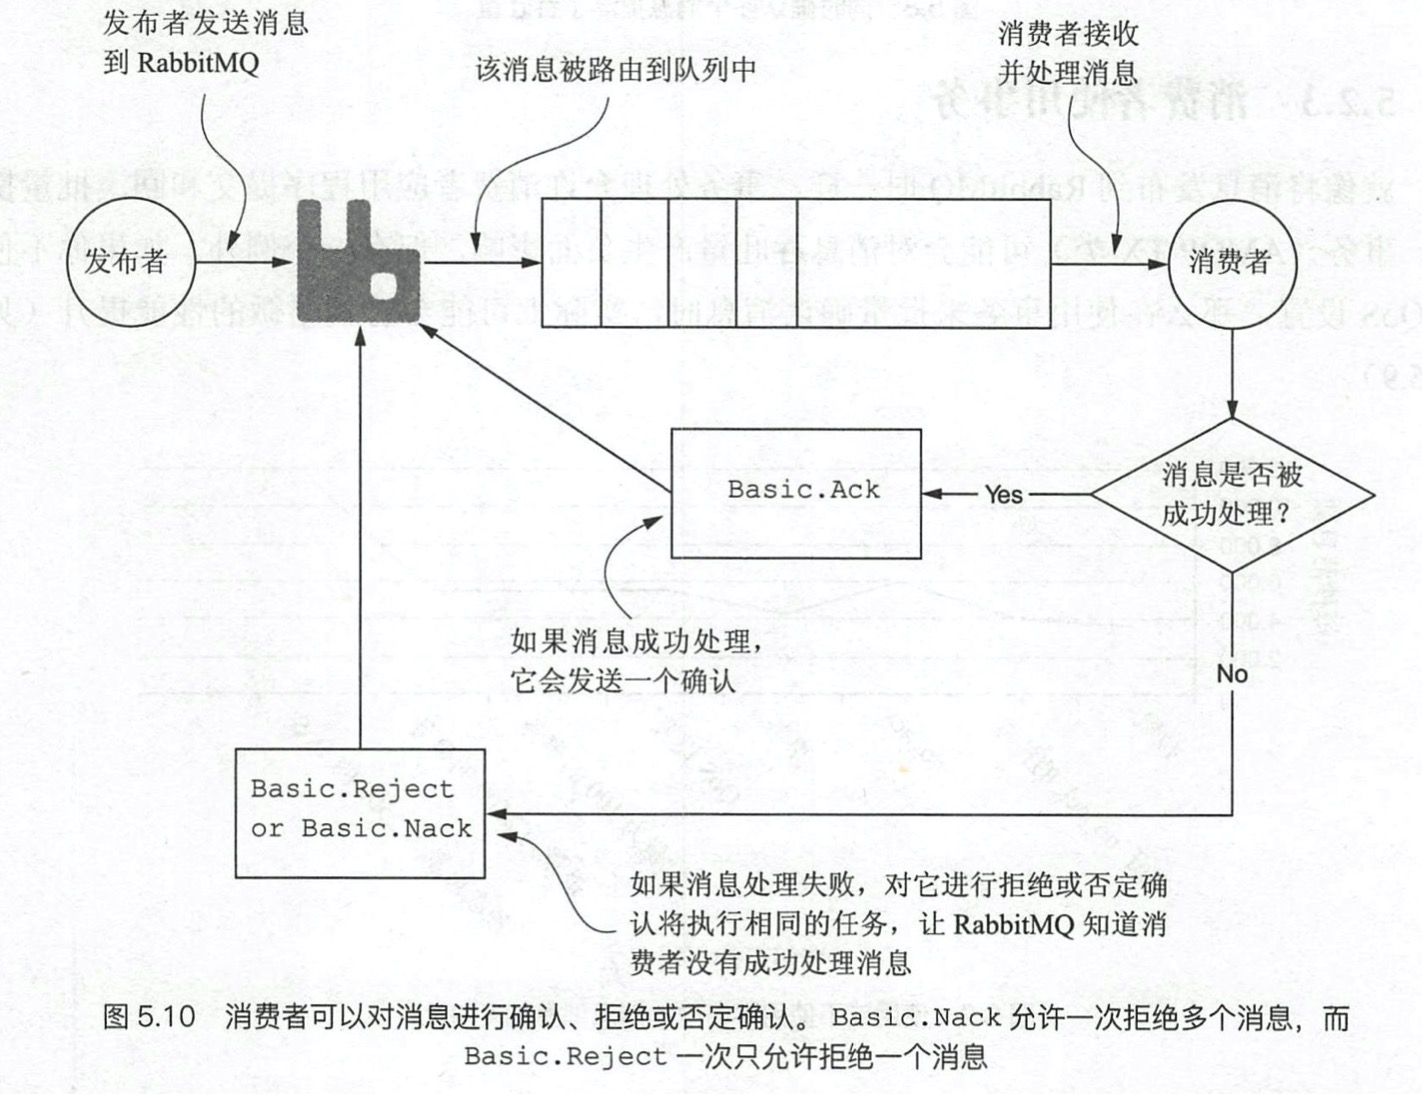 发布者发送消息
到 RabbitMQ
该消息被路由到队列中
消费者接收
并处理消息
发布者
消费者
消息是否被
成功处理？
Yes
Basic.Ack
如果消息成功处理，
它会发送一个确认
No
Basic.Reject
or Basic.Nack
如果消息处理失败，对它进行拒绝或否定确
认将执行相同的任务，让 RabbitMQ 知道消
费者没有成功处理消息
图 5.10 消费者可以对消息进行确认、拒绝或否定确认。 Basic.Nack 允许一次拒绝多个消息，而
Basic.Reject 一次只允许拒绝一个消息